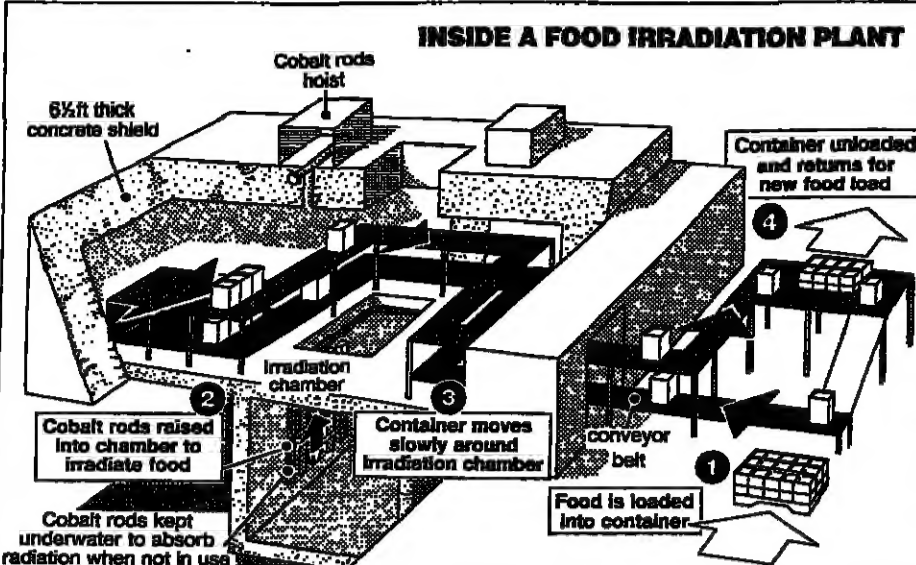 INSIDE A FOOD IRRADIATION PLANT
Cobalt rods
hoist
6½ft thick
concrete shield
Container unloaded
and returns for
new food load
4
Irradiation
chamber
2
Cobalt rods raised
into chamber to
irradiate food
3
Container moves
slowly around
irradiation chamber
conveyor
belt
1
Food is loaded
into container
Cobalt rods kept
underwater to absorb
radiation when not in use